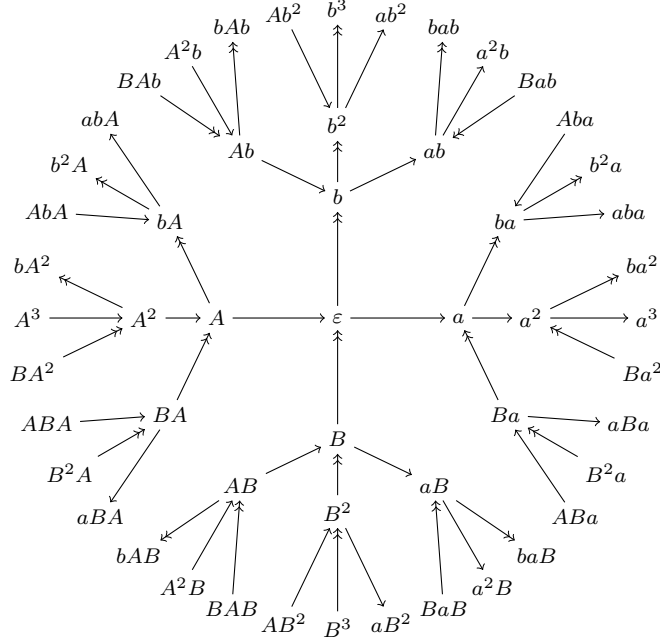 b³
Ab² ab²
bAb bab
A²b a²b
BAb Bab
abA Aba
b²
Ab ab
b²A b²a
b
AbA bA ba aba
bA² ba²
A³ A² A ε a a² a³
BA² Ba²
ABA BA Ba aBa
B
B²A B²a
AB aB
aBA B² ABa
bAB baB
A²B a²B
BAB BaB
AB² aB²
B³